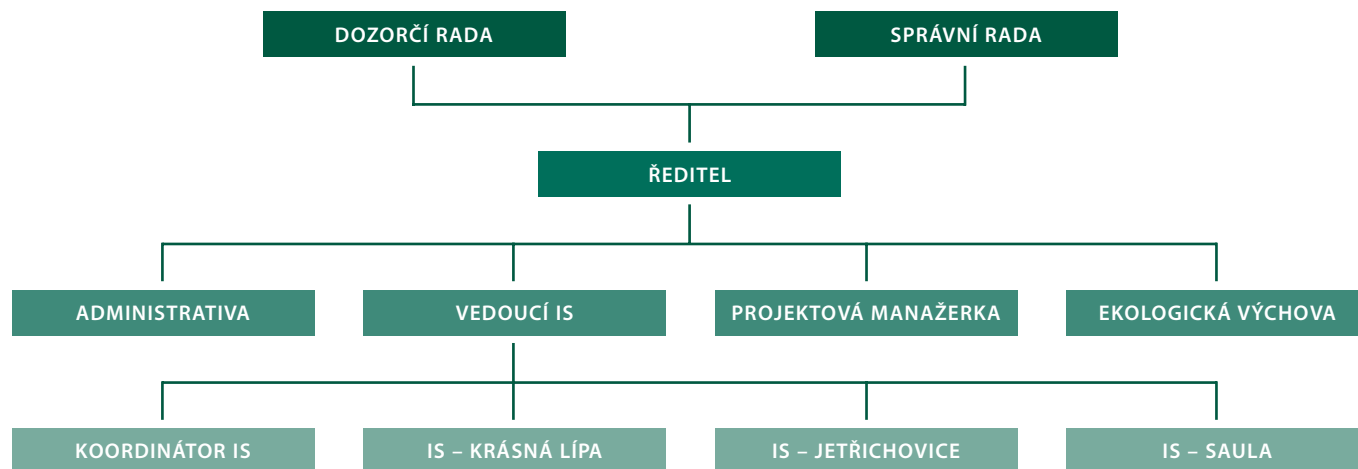 DOZORČÍ RADA
SPRÁVNÍ RADA
ŘEDITEL
ADMINISTRATIVA
VEDOUCÍ IS
PROJEKTOVÁ MANAŽERKA
EKOLOGICKÁ VÝCHOVA
KOORDINÁTOR IS
IS – KRÁSNÁ LÍPA
IS – JETŘICHOVICE
IS – SAULA